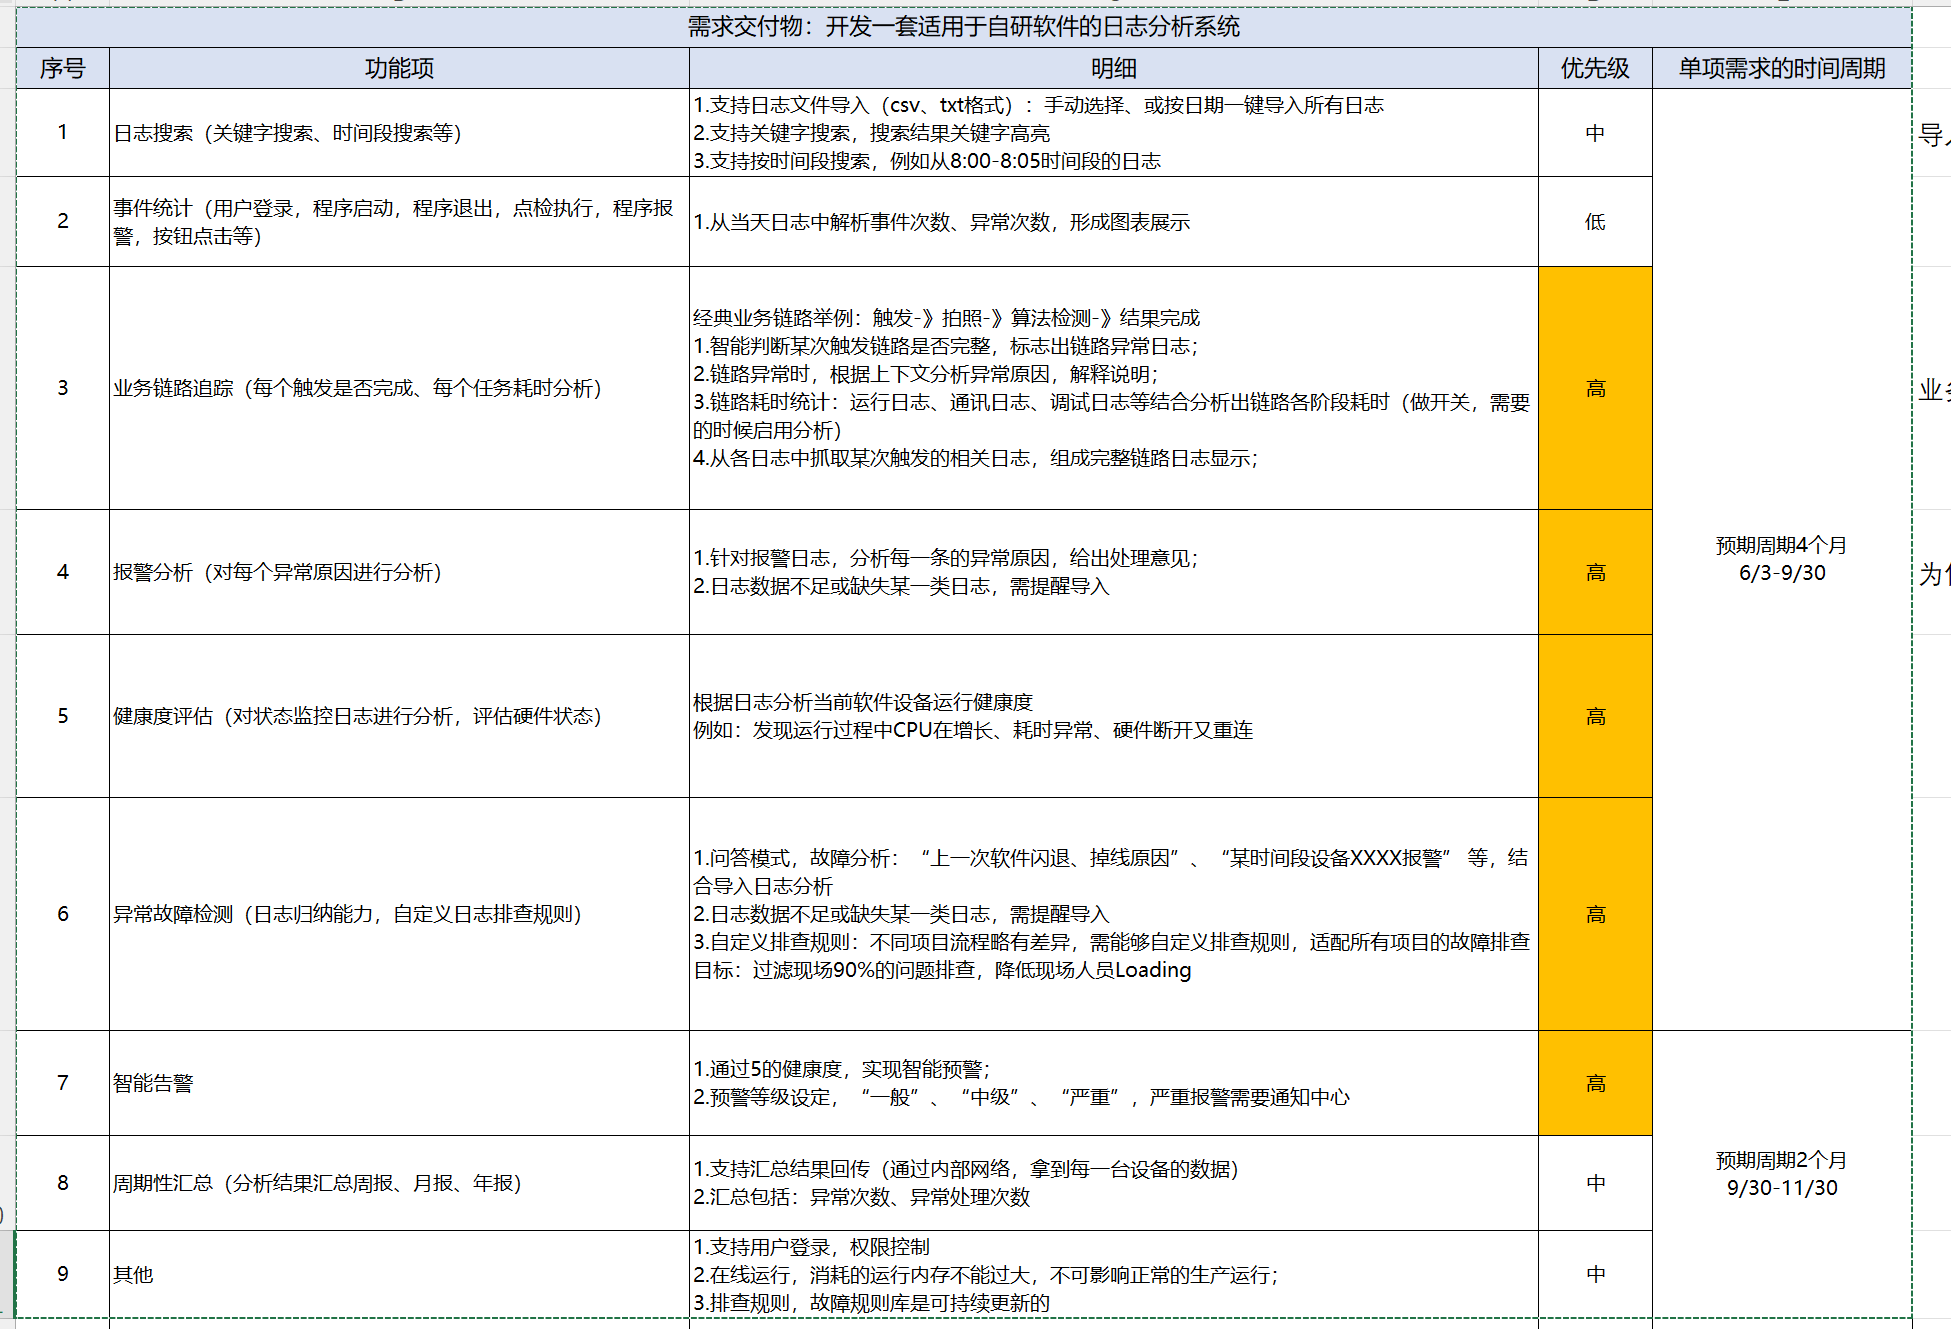 需求交付物：开发一套适用于自研软件的日志分析系统
序号
功能项
明细
优先级
单项需求的时间周期
1
日志搜索（关键字搜索、时间段搜索等）
1.支持日志文件导入（csv、txt格式）：手动选择、或按日期一键导入所有日志
2.支持关键字搜索，搜索结果关键字高亮
3.支持按时间段搜索，例如从8:00-8:05时间段的日志
中
2
事件统计（用户登录，程序启动，程序退出，点检执行，程序报
警，按钮点击等）
1.从当天日志中解析事件次数、异常次数，形成图表展示
低
3
业务链路追踪（每个触发是否完成、每个任务耗时分析）
经典业务链路举例：触发-》拍照-》算法检测-》结果完成
1.智能判断某次触发链路是否完整，标志出链路异常日志；
2.链路异常时，根据上下文分析异常原因，解释说明；
3.链路耗时统计：运行日志、通讯日志、调试日志等结合分析出链路各阶段耗时（做开关，需要
的时候启用分析）
4.从各日志中抓取某次触发的相关日志，组成完整链路日志显示；
高
4
报警分析（对每个异常原因进行分析）
1.针对报警日志，分析每一条的异常原因，给出处理意见；
2.日志数据不足或缺失某一类日志，需提醒导入
高
预期周期4个月
6/3-9/30
5
健康度评估（对状态监控日志进行分析，评估硬件状态）
根据日志分析当前软件设备运行健康度
例如：发现运行过程中CPU在增长、耗时异常、硬件断开又重连
高
6
异常故障检测（日志归纳能力，自定义日志排查规则）
1.问答模式，故障分析：“上一次软件闪退、掉线原因”、“某时间段设备XXXX报警” 等，结
合导入日志分析
2.日志数据不足或缺失某一类日志，需提醒导入
3.自定义排查规则：不同项目流程略有差异，需能够自定义排查规则，适配所有项目的故障排查
目标：过滤现场90%的问题排查，降低现场人员Loading
高
7
智能告警
1.通过5的健康度，实现智能预警；
2.预警等级设定，“一般”、“中级”、“严重”，严重报警需要通知中心
高
8
周期性汇总（分析结果汇总周报、月报、年报）
1.支持汇总结果回传（通过内部网络，拿到每一台设备的数据）
2.汇总包括：异常次数、异常处理次数
中
预期周期2个月
9/30-11/30
9
其他
1.支持用户登录，权限控制
2.在线运行，消耗的运行内存不能过大，不可影响正常的生产运行；
3.排查规则，故障规则库是可持续更新的
中